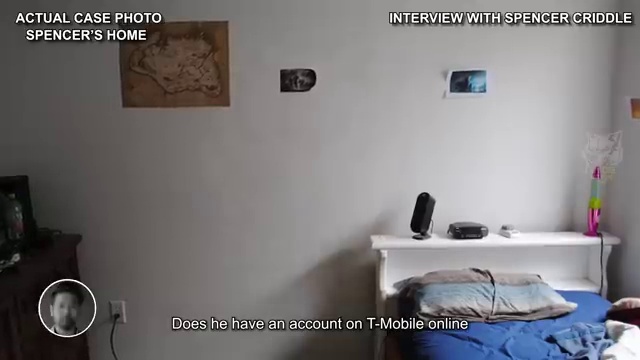 ACTUAL CASE PHOTO
SPENCER'S HOME
INTERVIEW WITH SPENCER CRIDDLE
Does he have an account on T-Mobile online